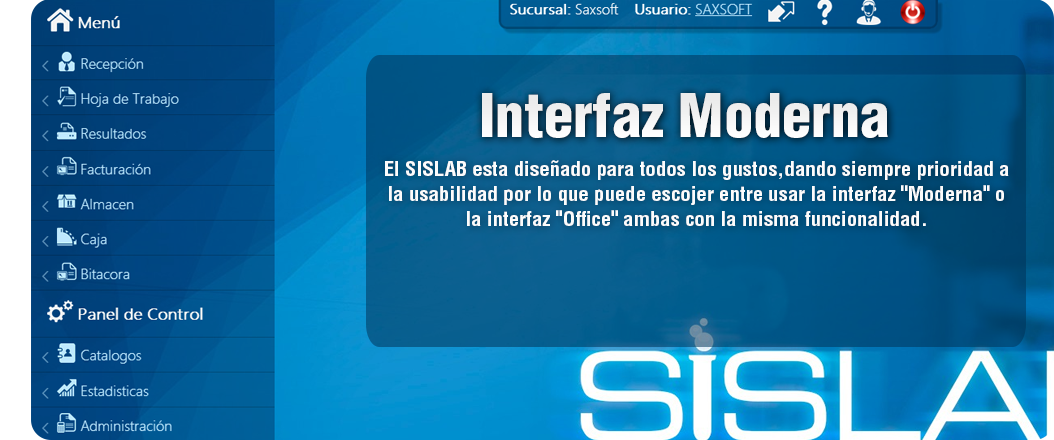 Menú
Recepción
Hoja de Trabajo
Resultados
Facturación
Almacen
Caja
Bitacora
Panel de Control
Catalogos
Estadisticas
Administración
Sucursal: Saxsoft Usuario: SAXSOFT
Interfaz Moderna
El SISLAB esta diseñado para todos los gustos,dando siempre prioridad a
la usabilidad por lo que puede escojer entre usar la interfaz "Moderna" o
la interfaz "Office" ambas con la misma funcionalidad.
SISLA